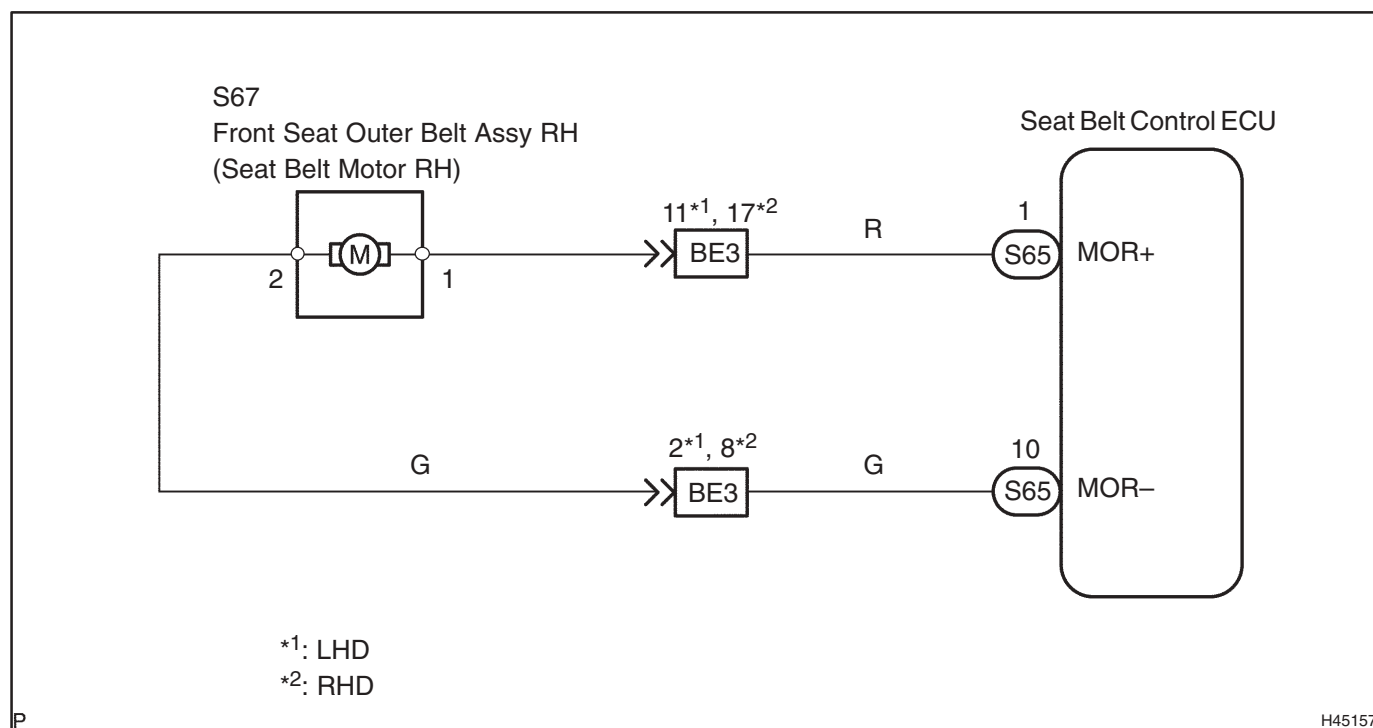 S67
Front Seat Outer Belt Assy RH
(Seat Belt Motor RH)
Seat Belt Control ECU
11*1, 17*2
R
1
M
BE3
S65
MOR+
2
1
2*1, 8*2
G
G
10
BE3
S65
MOR–
*1: LHD
*2: RHD
P
H45157